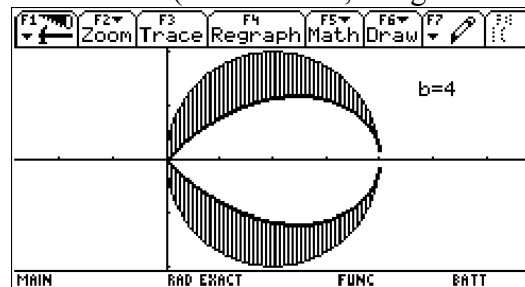 F1 F2 F3 F4 F5 F6 F7
Zoom Trace Regraph Math Draw
b=4
MAIN RAD EXACT FUNC BATT